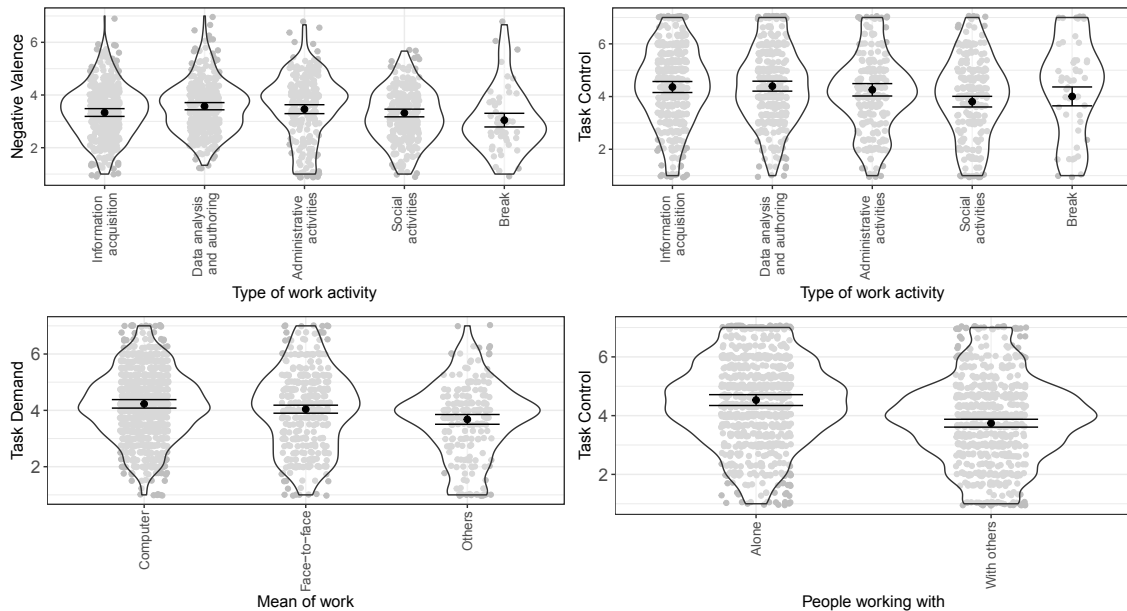 Negative Valence
6
4
2
Information
acquisition
Data analysis
and authoring
Administrative
activities
Social
activities
Break
Type of work activity
Task Control
6
4
2
Information
acquisition
Data analysis
and authoring
Administrative
activities
Social
activities
Break
Type of work activity
Task Demand
6
4
2
Computer
Face−to−face
Others
Mean of work
Task Control
6
4
2
Alone
With others
People working with